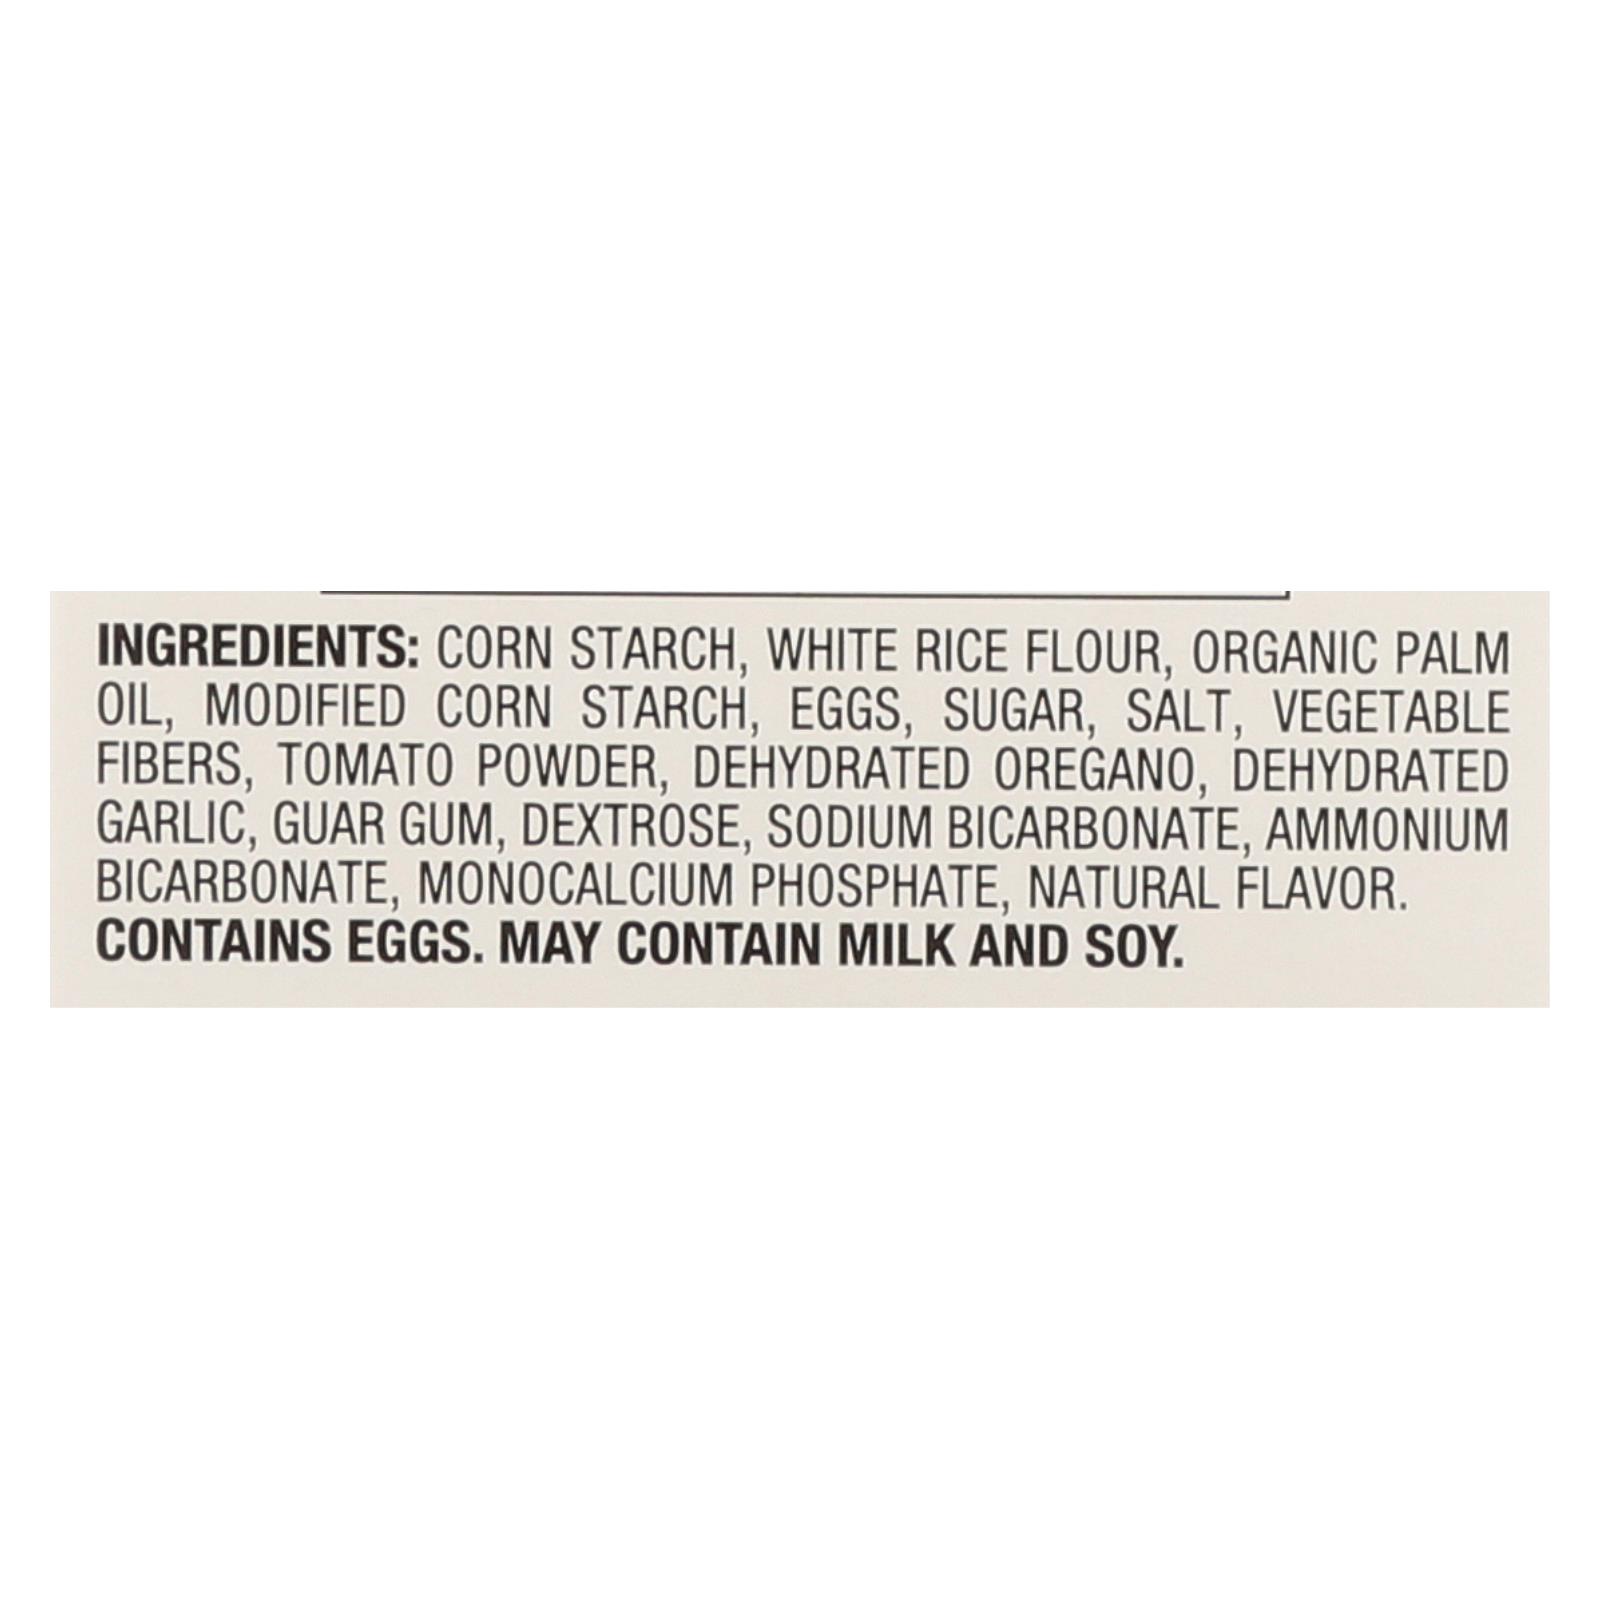 INGREDIENTS: CORN STARCH, WHITE RICE FLOUR, ORGANIC PALM
OIL, MODIFIED CORN STARCH, EGGS, SUGAR, SALT, VEGETABLE
FIBERS, TOMATO POWDER, DEHYDRATED OREGANO, DEHYDRATED
GARLIC, GUAR GUM, DEXTROSE, SODIUM BICARBONATE, AMMONIUM
BICARBONATE, MONOCALCIUM PHOSPHATE, NATURAL FLAVOR.
CONTAINS EGGS. MAY CONTAIN MILK AND SOY.